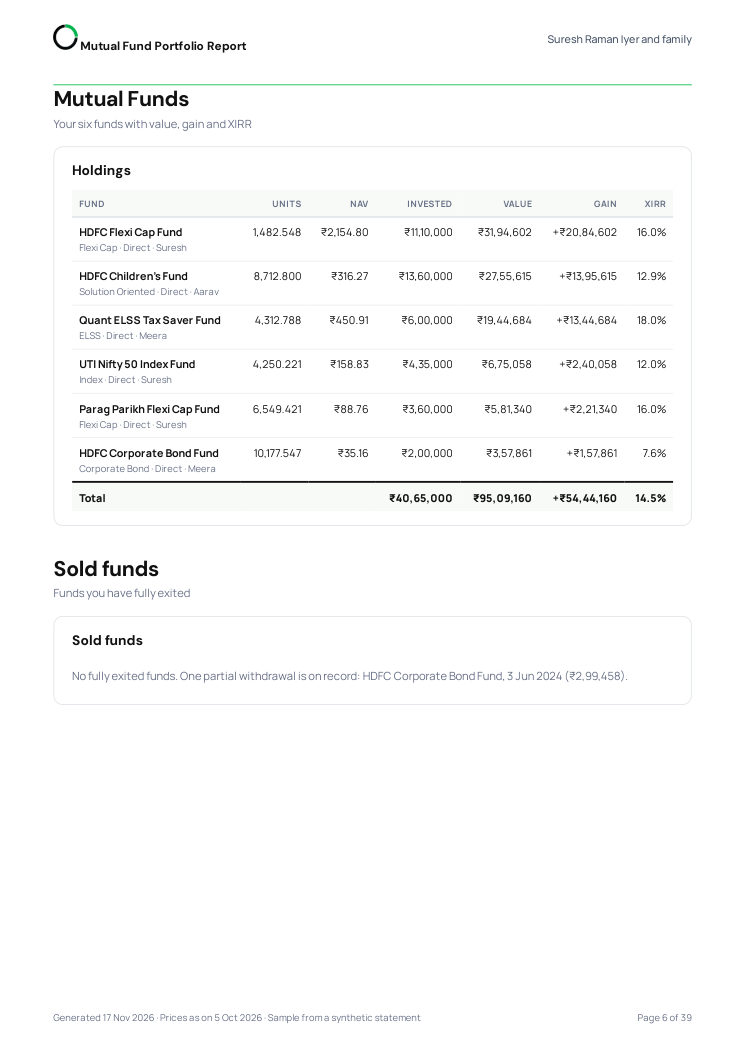 Mutual Fund Portfolio Report
Suresh Raman Iyer and family
Mutual Funds
Your six funds with value, gain and XIRR
Holdings
FUND UNITS NAV INVESTED VALUE GAIN XIRR
HDFC Flexi Cap Fund 1,482.548 ₹2,154.80 ₹11,10,000 ₹31,94,602 +₹20,84,602 16.0%
Flexi Cap · Direct · Suresh
HDFC Children's Fund 8,712.800 ₹316.27 ₹13,60,000 ₹27,55,615 +₹13,95,615 12.9%
Solution Oriented · Direct · Aarav
Quant ELSS Tax Saver Fund 4,312.788 ₹450.91 ₹6,00,000 ₹19,44,684 +₹13,44,684 18.0%
ELSS · Direct · Meera
UTI Nifty 50 Index Fund 4,250.221 ₹158.83 ₹4,35,000 ₹6,75,058 +₹2,40,058 12.0%
Index · Direct · Suresh
Parag Parikh Flexi Cap Fund 6,549.421 ₹88.76 ₹3,60,000 ₹5,81,340 +₹2,21,340 16.0%
Flexi Cap · Direct · Suresh
HDFC Corporate Bond Fund 10,177.547 ₹35.16 ₹2,00,000 ₹3,57,861 +₹1,57,861 7.6%
Corporate Bond · Direct · Meera
Total ₹40,65,000 ₹95,09,160 +₹54,44,160 14.5%
Sold funds
Funds you have fully exited
Sold funds
No fully exited funds. One partial withdrawal is on record: HDFC Corporate Bond Fund, 3 Jun 2024 (₹2,99,458).
Generated 17 Nov 2026 · Prices as on 5 Oct 2026 · Sample from a synthetic statement
Page 6 of 39